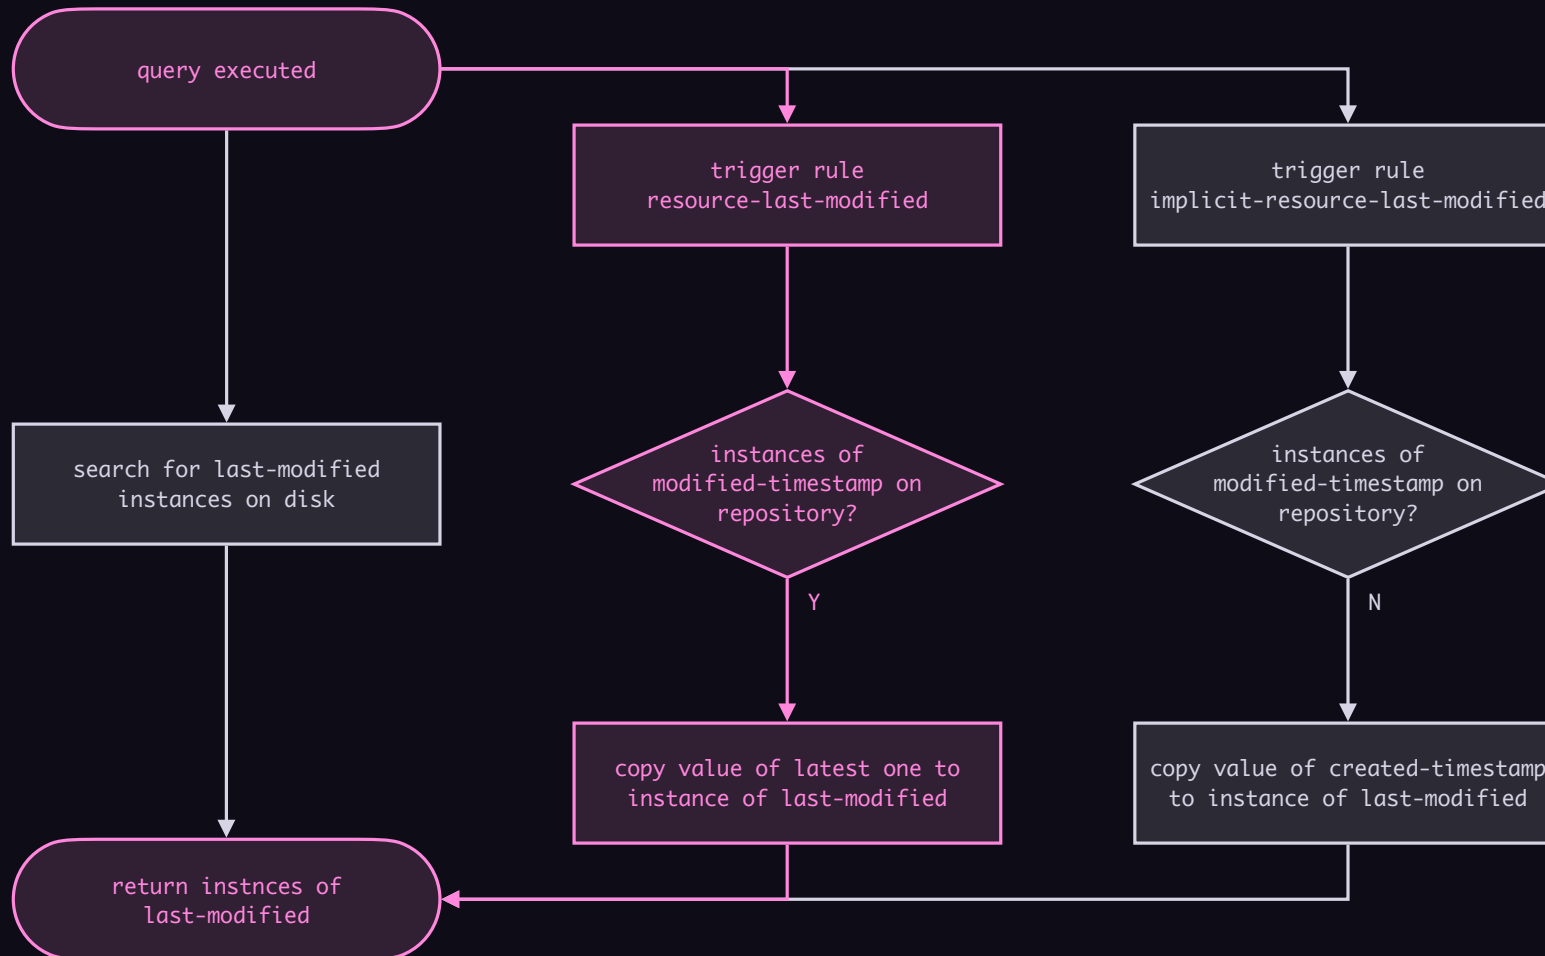 query executed
trigger rule
resource-last-modified
trigger rule
implicit-resource-last-modified
search for last-modified
instances on disk
instances of
modified-timestamp on
repository?
instances of
modified-timestamp on
repository?
Y
N
copy value of latest one to
instance of last-modified
copy value of created-timestamp
to instance of last-modified
return instnces of
last-modified